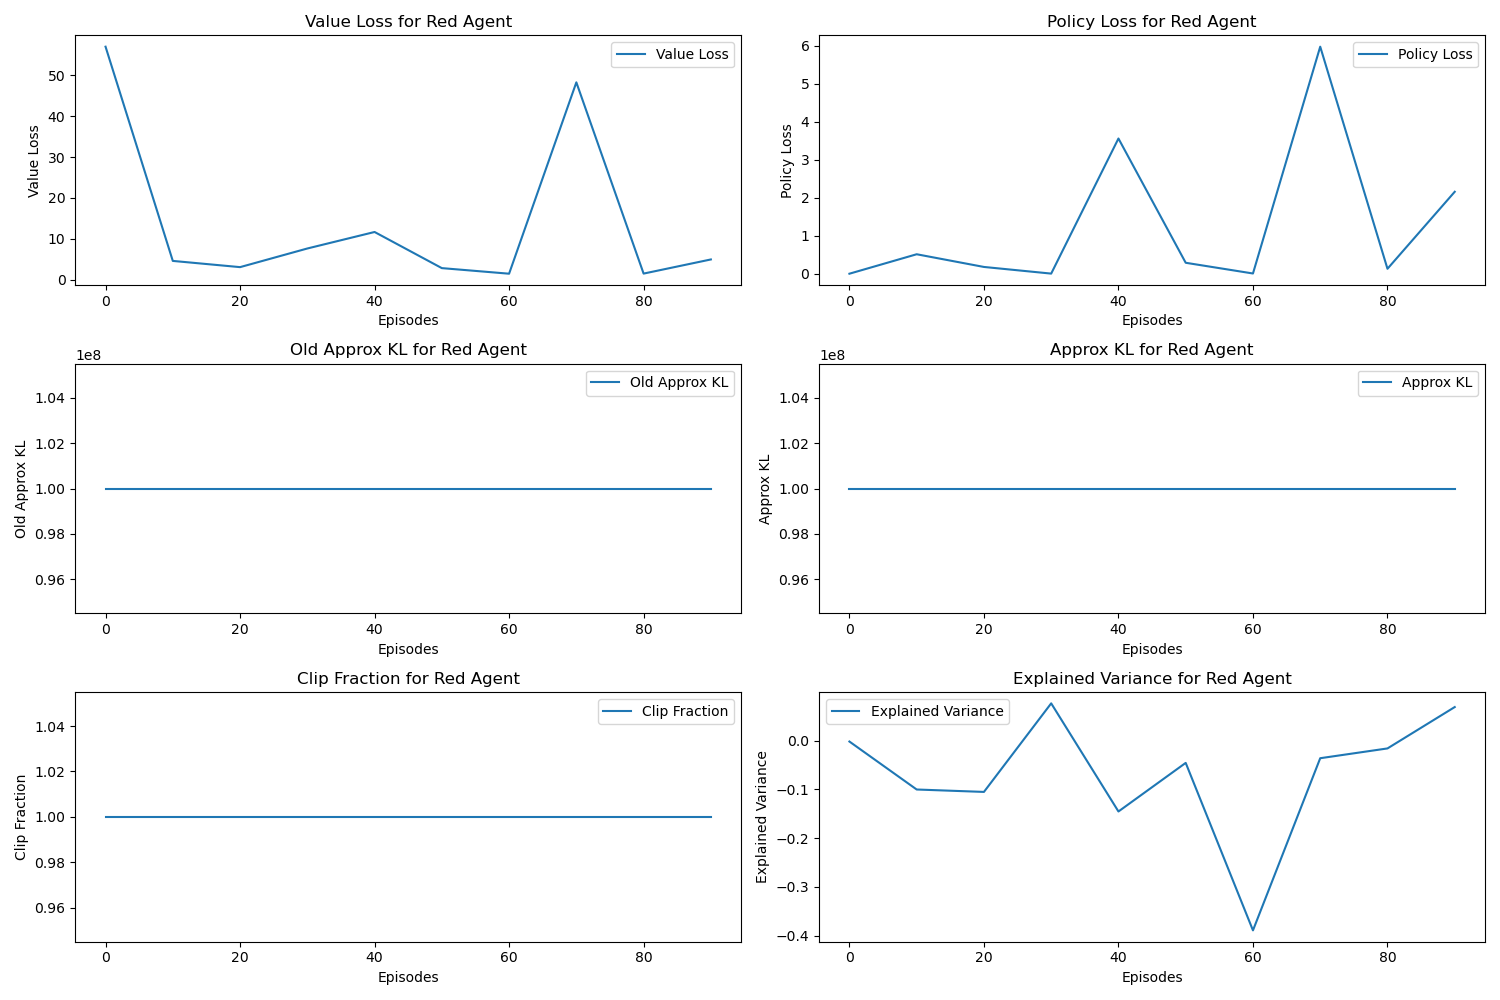 Value Loss for Red Agent
Value Loss
50
40
30
20
10
0
Value Loss
0 20 40 60 80
Episodes
Policy Loss for Red Agent
Policy Loss
6
5
4
3
2
1
0
Policy Loss
0 20 40 60 80
Episodes
Old Approx KL for Red Agent
1e8
Old Approx KL
1.04
1.02
1.00
0.98
0.96
Old Approx KL
0 20 40 60 80
Episodes
Approx KL for Red Agent
1e8
Approx KL
1.04
1.02
1.00
0.98
0.96
Approx KL
0 20 40 60 80
Episodes
Clip Fraction for Red Agent
Clip Fraction
1.04
1.02
1.00
0.98
0.96
Clip Fraction
0 20 40 60 80
Episodes
Explained Variance for Red Agent
Explained Variance
0.0
−0.1
−0.2
−0.3
−0.4
Explained Variance
0 20 40 60 80
Episodes